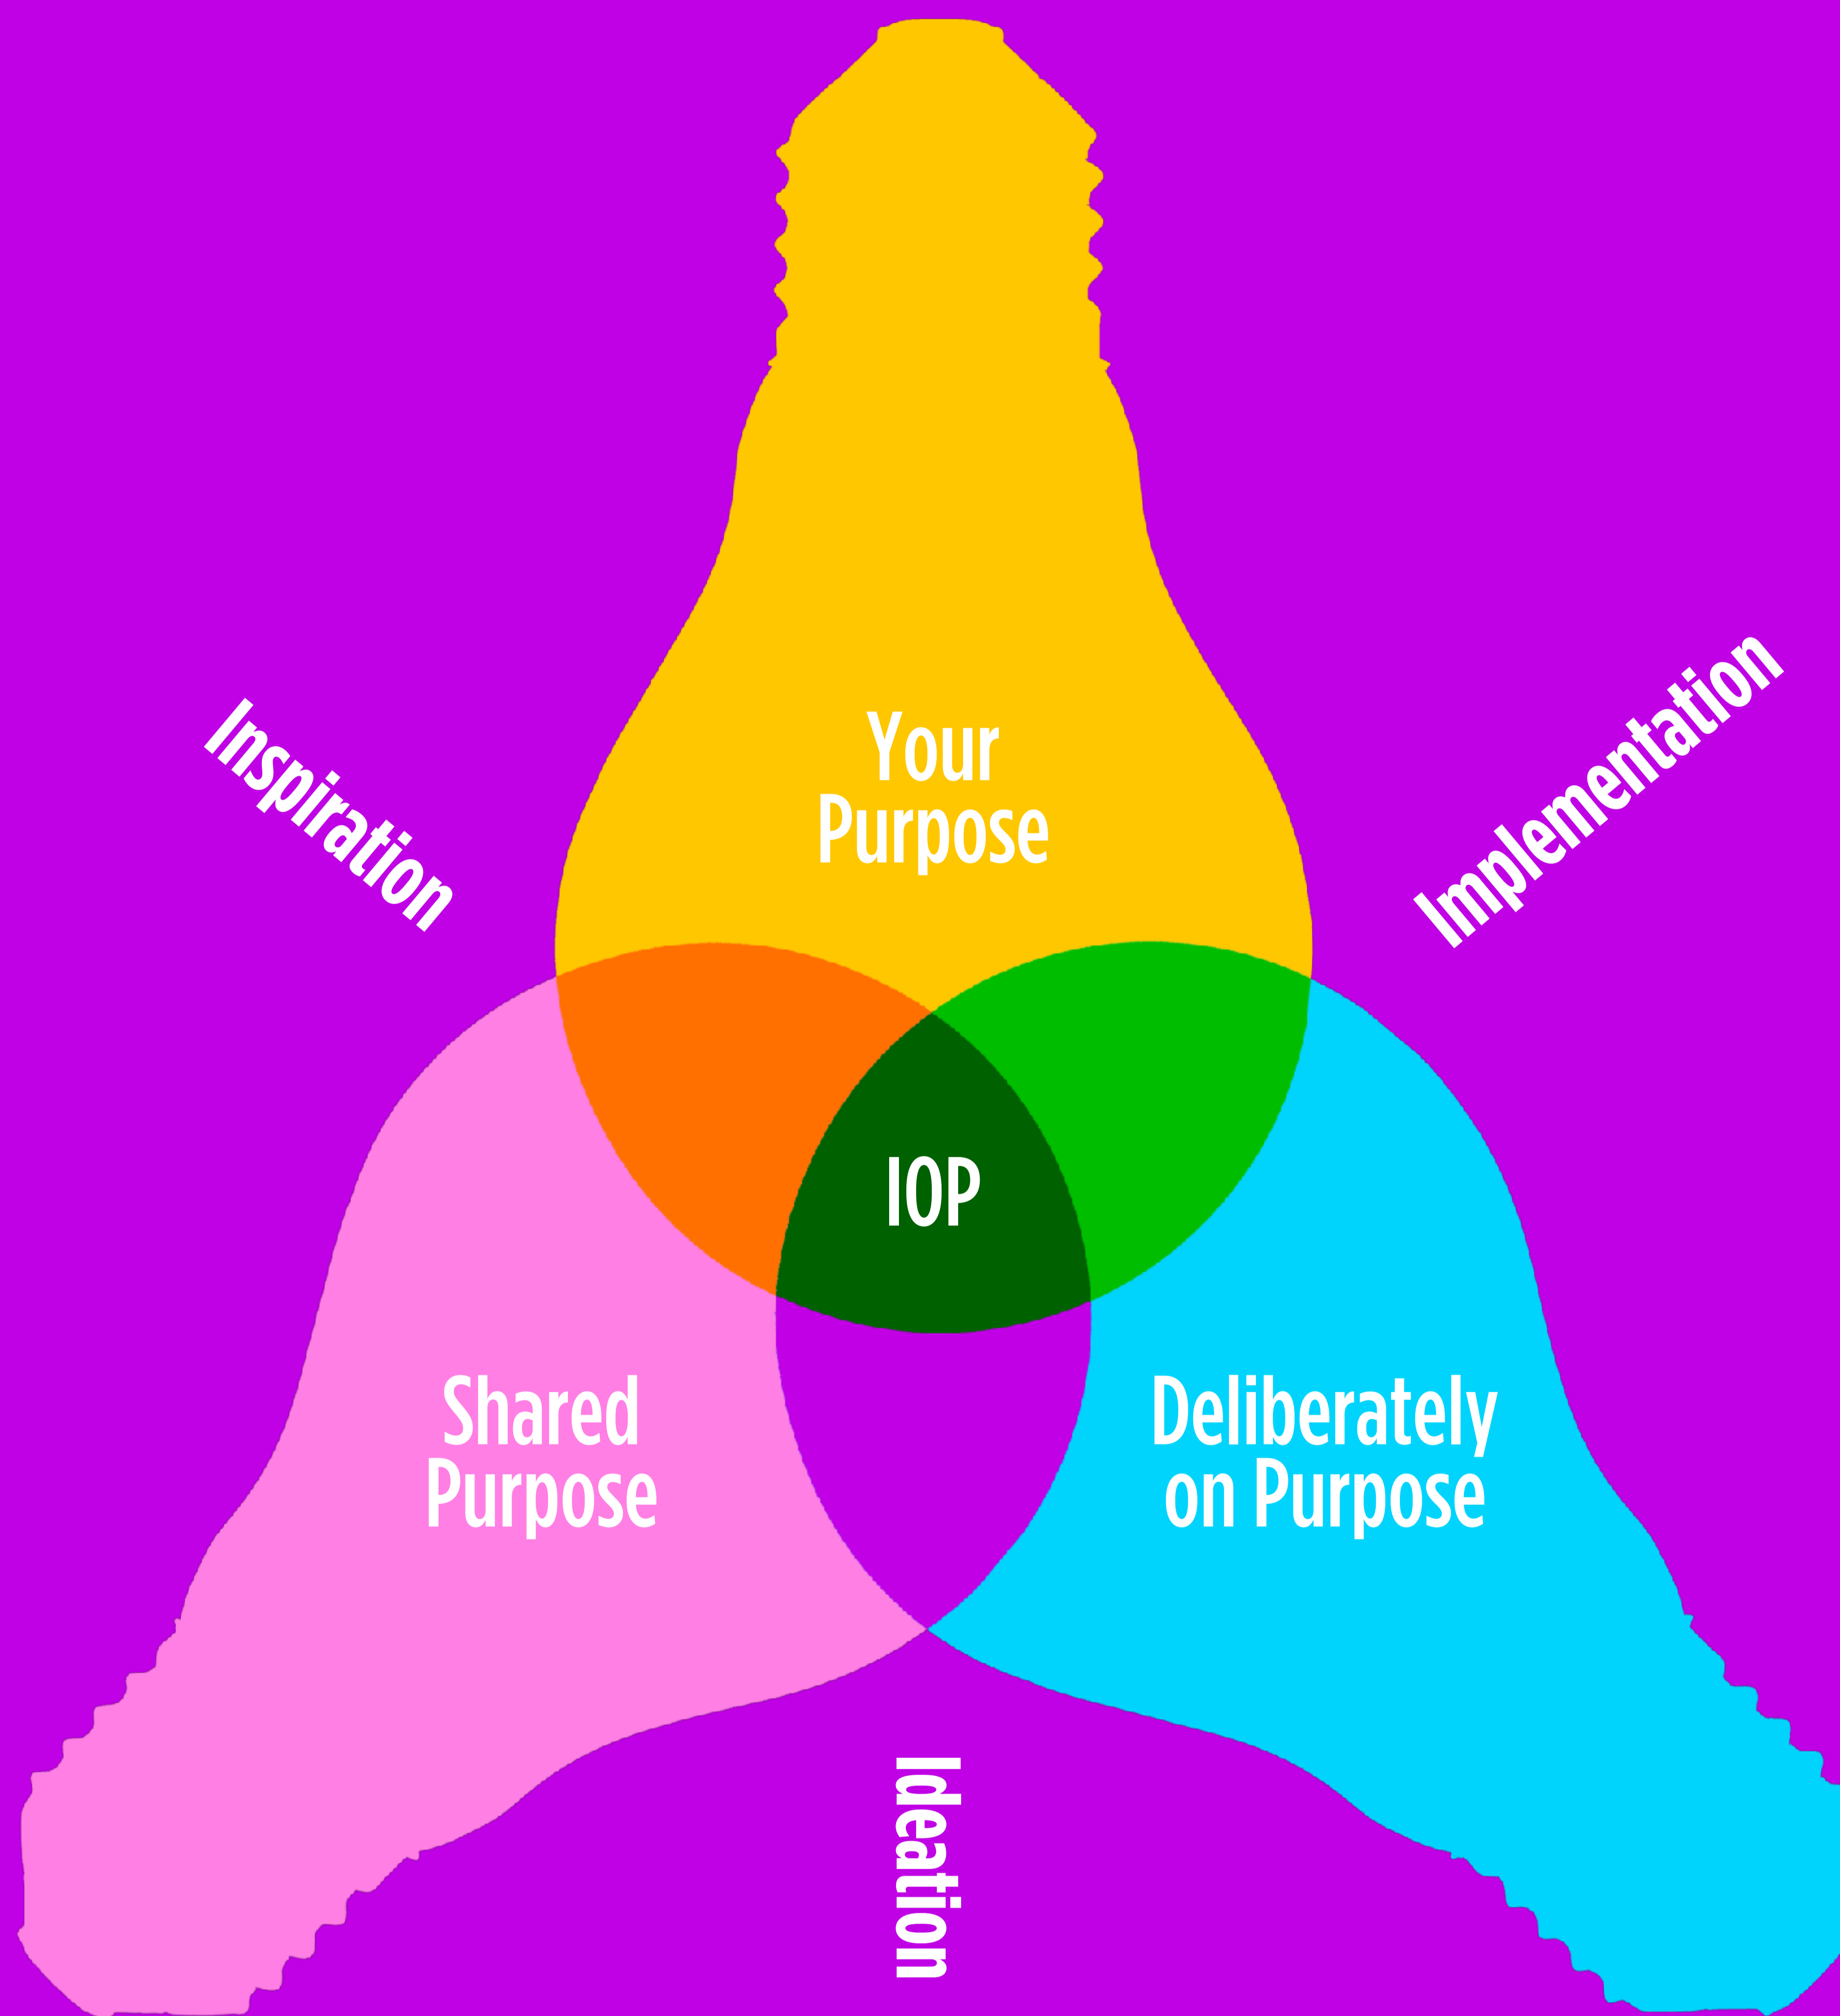 Inspiration
Implementation
Your
Purpose
IOP
Shared
Purpose
Deliberately
on Purpose
Ideation